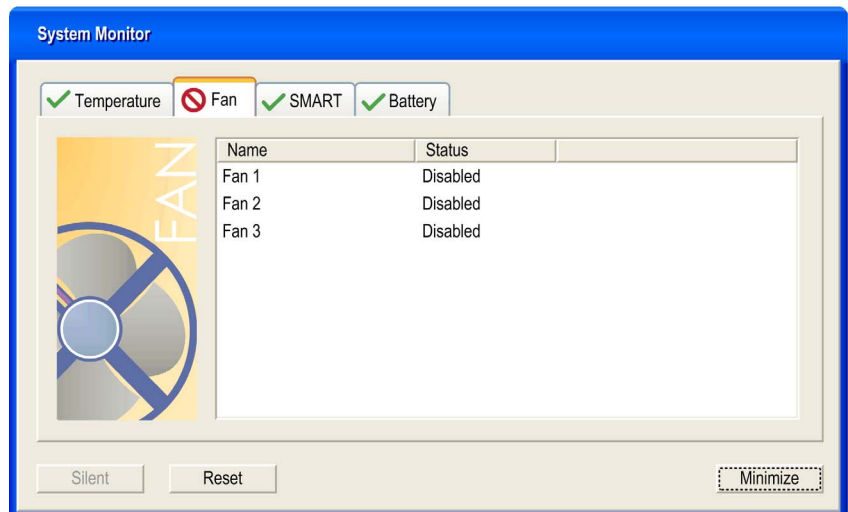 System Monitor
Temperature Fan SMART Battery
FAN
Name Status
Fan 1 Disabled
Fan 2 Disabled
Fan 3 Disabled
Silent Reset Minimize